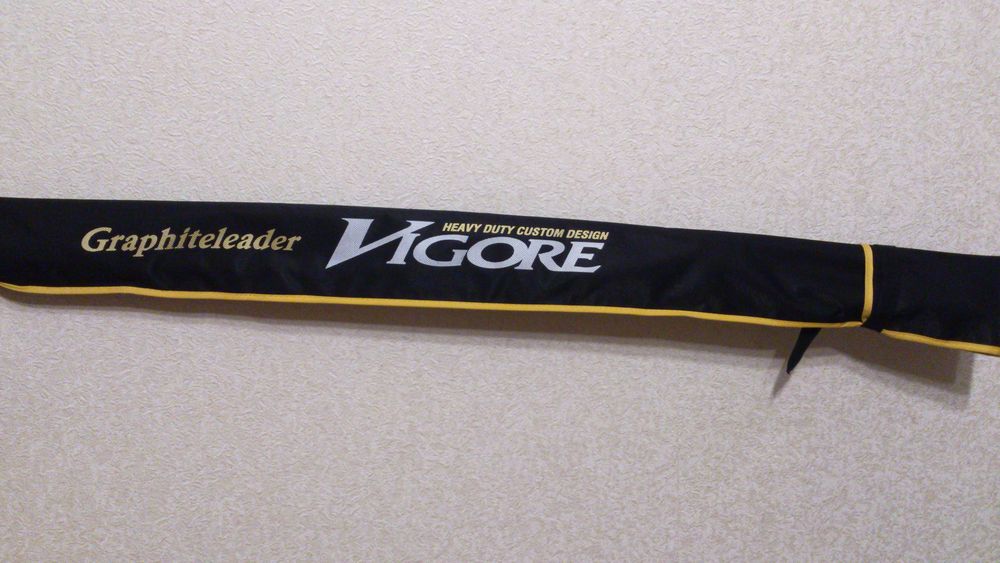 Graphiteleader
HEAVY DUTY CUSTOM DESIGN
VIGORE